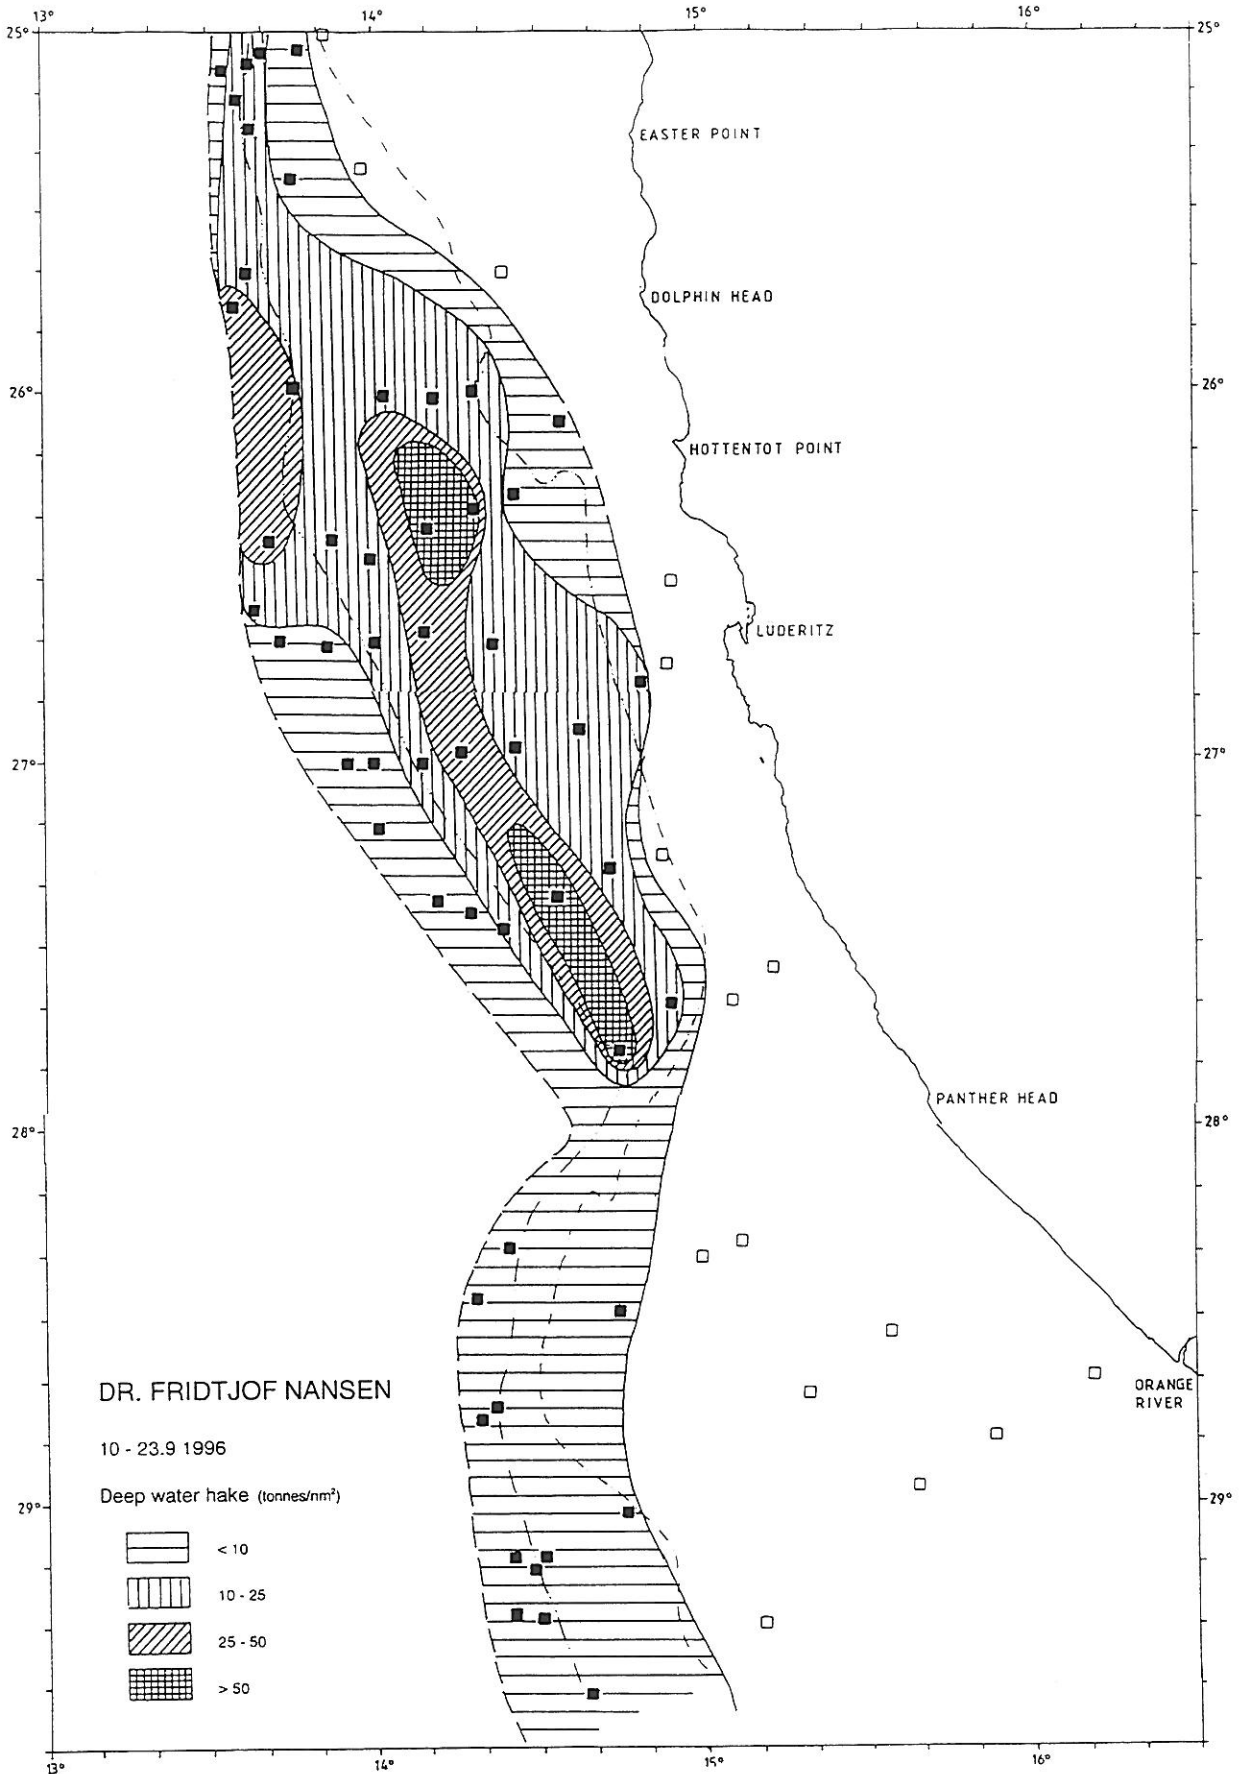 13° 14° 15° 16°
25° 25°
EASTER POINT
DOLPHIN HEAD
26° 26°
HOTTENTOT POINT
LUDERITZ
27° 27°
PANTHER HEAD
28° 28°
ORANGE
RIVER
DR. FRIDTJOF NANSEN
10 - 23.9 1996
Deep water hake (tonnes/nm²)
29° 29°
< 10
10 - 25
25 - 50
> 50
13° 14° 15° 16°